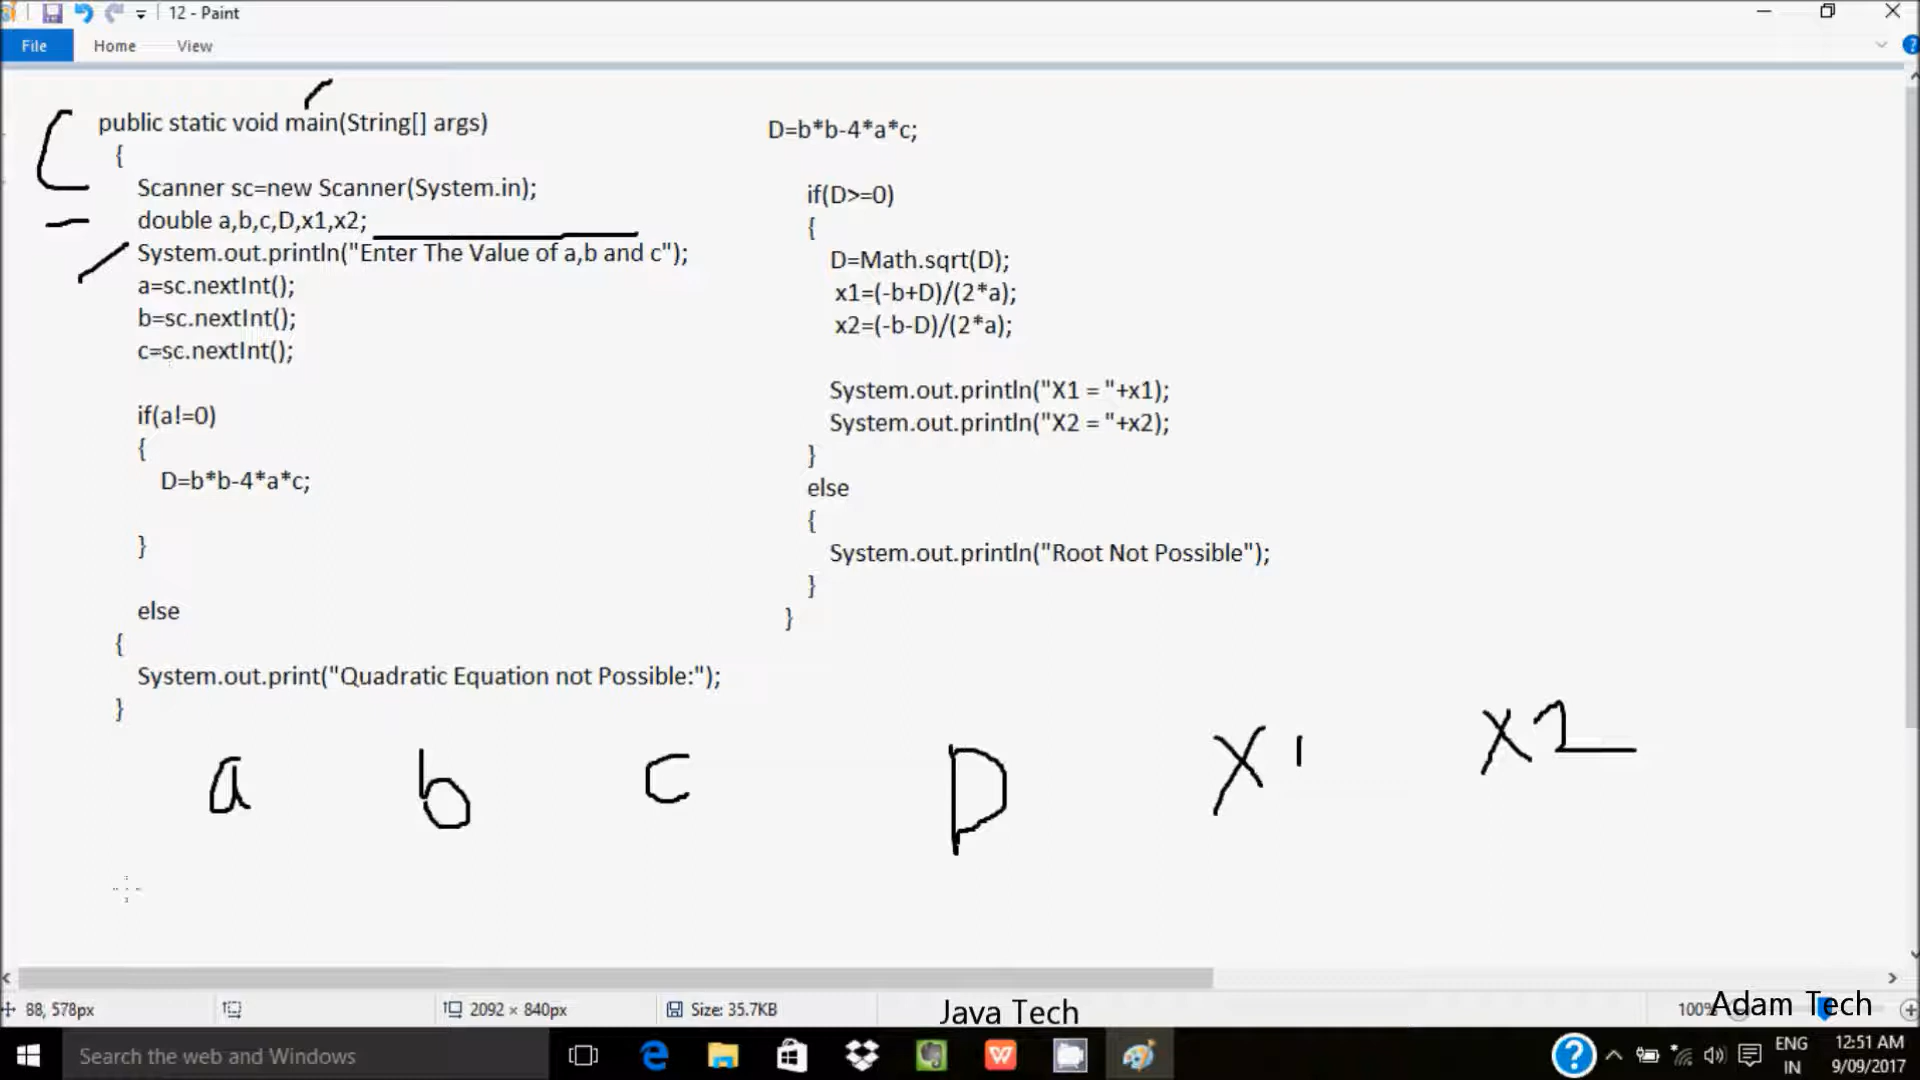 12 - Paint
File Home View
public static void main(String[] args)
{
Scanner sc=new Scanner(System.in);
double a,b,c,D,x1,x2;
System.out.println("Enter The Value of a,b and c");
a=sc.nextInt();
b=sc.nextInt();
c=sc.nextInt();
if(a!=0)
{
D=b*b-4*a*c;
}
else
{
System.out.print("Quadratic Equation not Possible:");
}
D=b*b-4*a*c;
if(D>=0)
{
D=Math.sqrt(D);
x1=(-b+D)/(2*a);
x2=(-b-D)/(2*a);
System.out.println("X1 = "+x1);
System.out.println("X2 = "+x2);
}
else
{
System.out.println("Root Not Possible");
}
}
a b c D X1 X2
88, 578px 2092 × 840px Size: 35.7KB Java Tech 100% Adam Tech
Search the web and Windows
ENG
IN
12:51 AM
9/09/2017